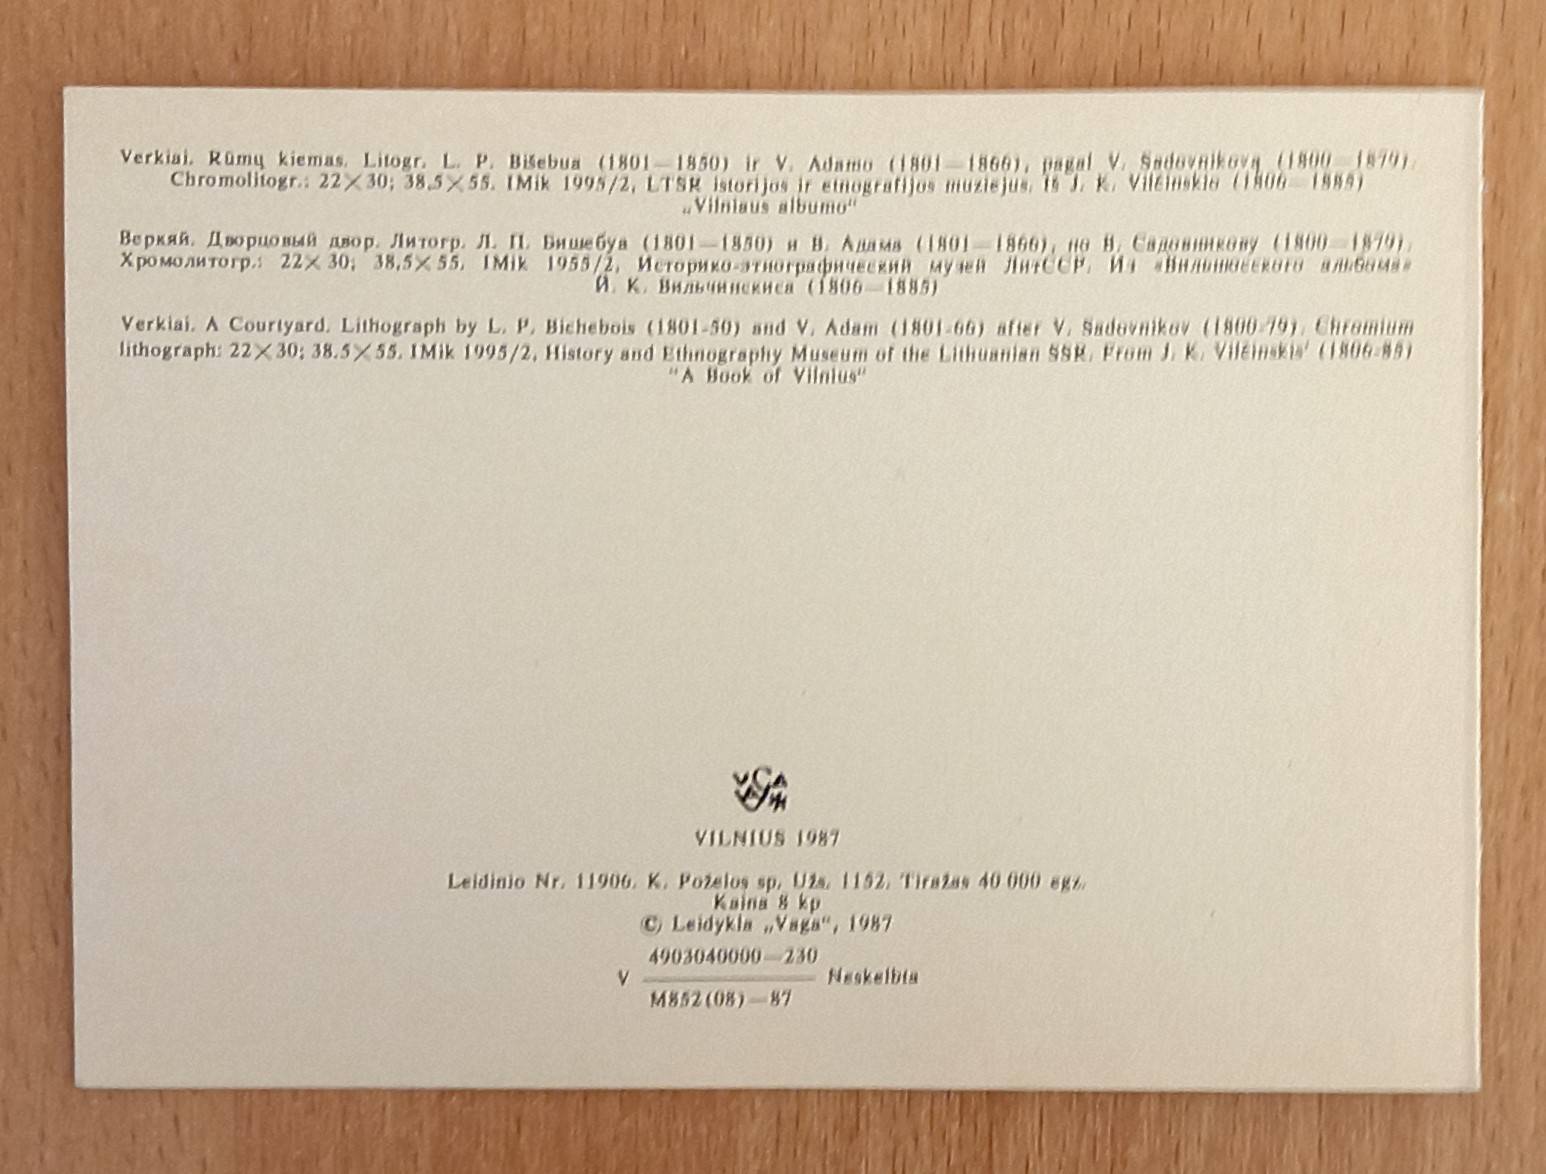 Verkiai. Rūmų kiemas. Litogr. L. P. Bišebua (1801—1850) ir V. Adamo (1801—1866), pagal V. Sadovnikovą (1800—1879).
Chromolitogr.: 22×30; 38,5×55. IMik 1995/2, LTSR istorijos ir etnografijos muziejus. Iš J. K. Vilčinskio (1806—1885)
„Vilniaus albumo“
Веркяй. Дворцовый двор. Литогр. Л. П. Бишебуа (1801—1850) и В. Адама (1801—1866), по В. Садовникову (1800—1879).
Хромолитогр.: 22×30; 38,5×55. IMik 1955/2, Историко-этнографический музей ЛитССР. Из «Вильнюсского альбома»
Й. К. Вильчинскиса (1806—1885)
Verkiai. A Courtyard. Lithograph by L. P. Bichebois (1801-50) and V. Adam (1801-66) after V. Sadovnikov (1800-79). Chromium
lithograph: 22×30; 38.5×55. IMik 1995/2, History and Ethnography Museum of the Lithuanian SSR. From J. K. Vilčinskis' (1806-85)
“A Book of Vilnius“
VAGA
VILNIUS 1987
Leidinio Nr. 11906. K. Poželos sp. Užs. 1152. Tiražas 40 000 egz.
Kaina 8 kp
© Leidykla „Vaga“, 1987
4903040000—230
V Neskelbta
M852(08)—87